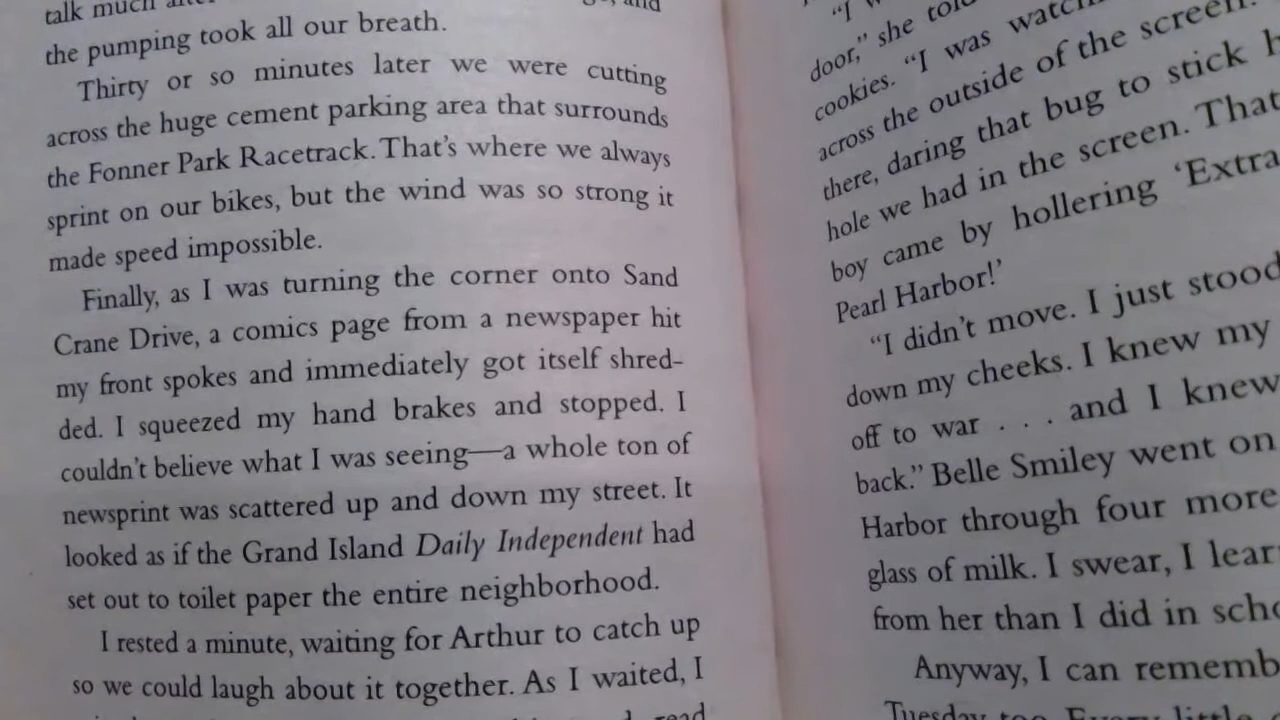 talk much after
, and
the pumping took all our breath.
Thirty or so minutes later we were cutting
across the huge cement parking area that surrounds
the Fonner Park Racetrack. That's where we always
sprint on our bikes, but the wind was so strong it
made speed impossible.
Finally, as I was turning the corner onto Sand
Crane Drive, a comics page from a newspaper hit
my front spokes and immediately got itself shred-
ded. I squeezed my hand brakes and stopped. I
couldn't believe what I was seeing—a whole ton of
newsprint was scattered up and down my street. It
looked as if the Grand Island Daily Independent had
set out to toilet paper the entire neighborhood.
I rested a minute, waiting for Arthur to catch up
so we could laugh about it together. As I waited, I
read
"I
door," she told
cookies. "I was
across the outside of the screen.
there, daring that bug to stick
hole we had in the screen. That
boy came by hollering 'Extra
Pearl Harbor!'
"I didn't move. I just stood
down my cheeks. I knew my
off to war . . . and I knew
back." Belle Smiley went on
Harbor through four more
glass of milk. I swear, I
from her than I did in
Anyway, I can
Tuesday too. Every little